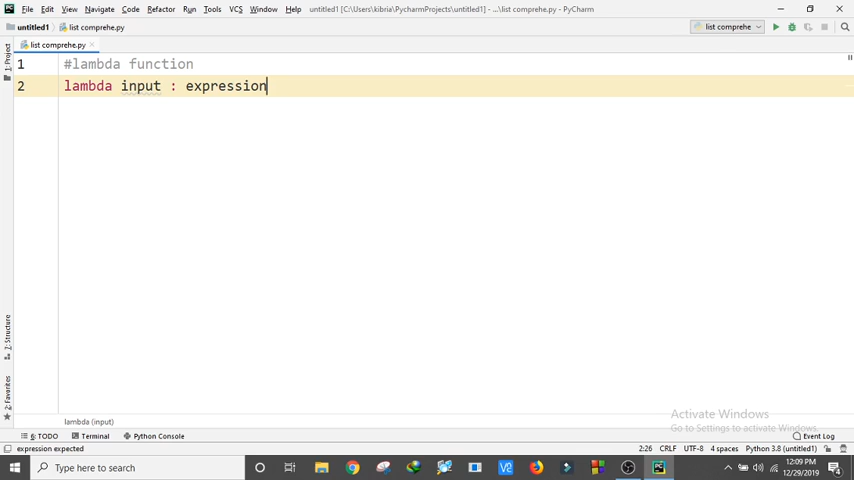 File Edit View Navigate Code Refactor Run Tools VCS Window Help untitled1 [C:\Users\kibria\PycharmProjects\untitled1] - ...\list comprehe.py - PyCharm
untitled1 list comprehe.py list comprehe
list comprehe.py
1: Project
1 #lambda function
2 lambda input : expression
7: Structure
2: Favorites
Activate Windows
Go to Settings to activate Windows.
lambda (input)
6: TODO Terminal Python Console Event Log
expression expected 2:26 CRLF UTF-8 4 spaces Python 3.8 (untitled1)
Type here to search
12:09 PM
12/29/2019
4